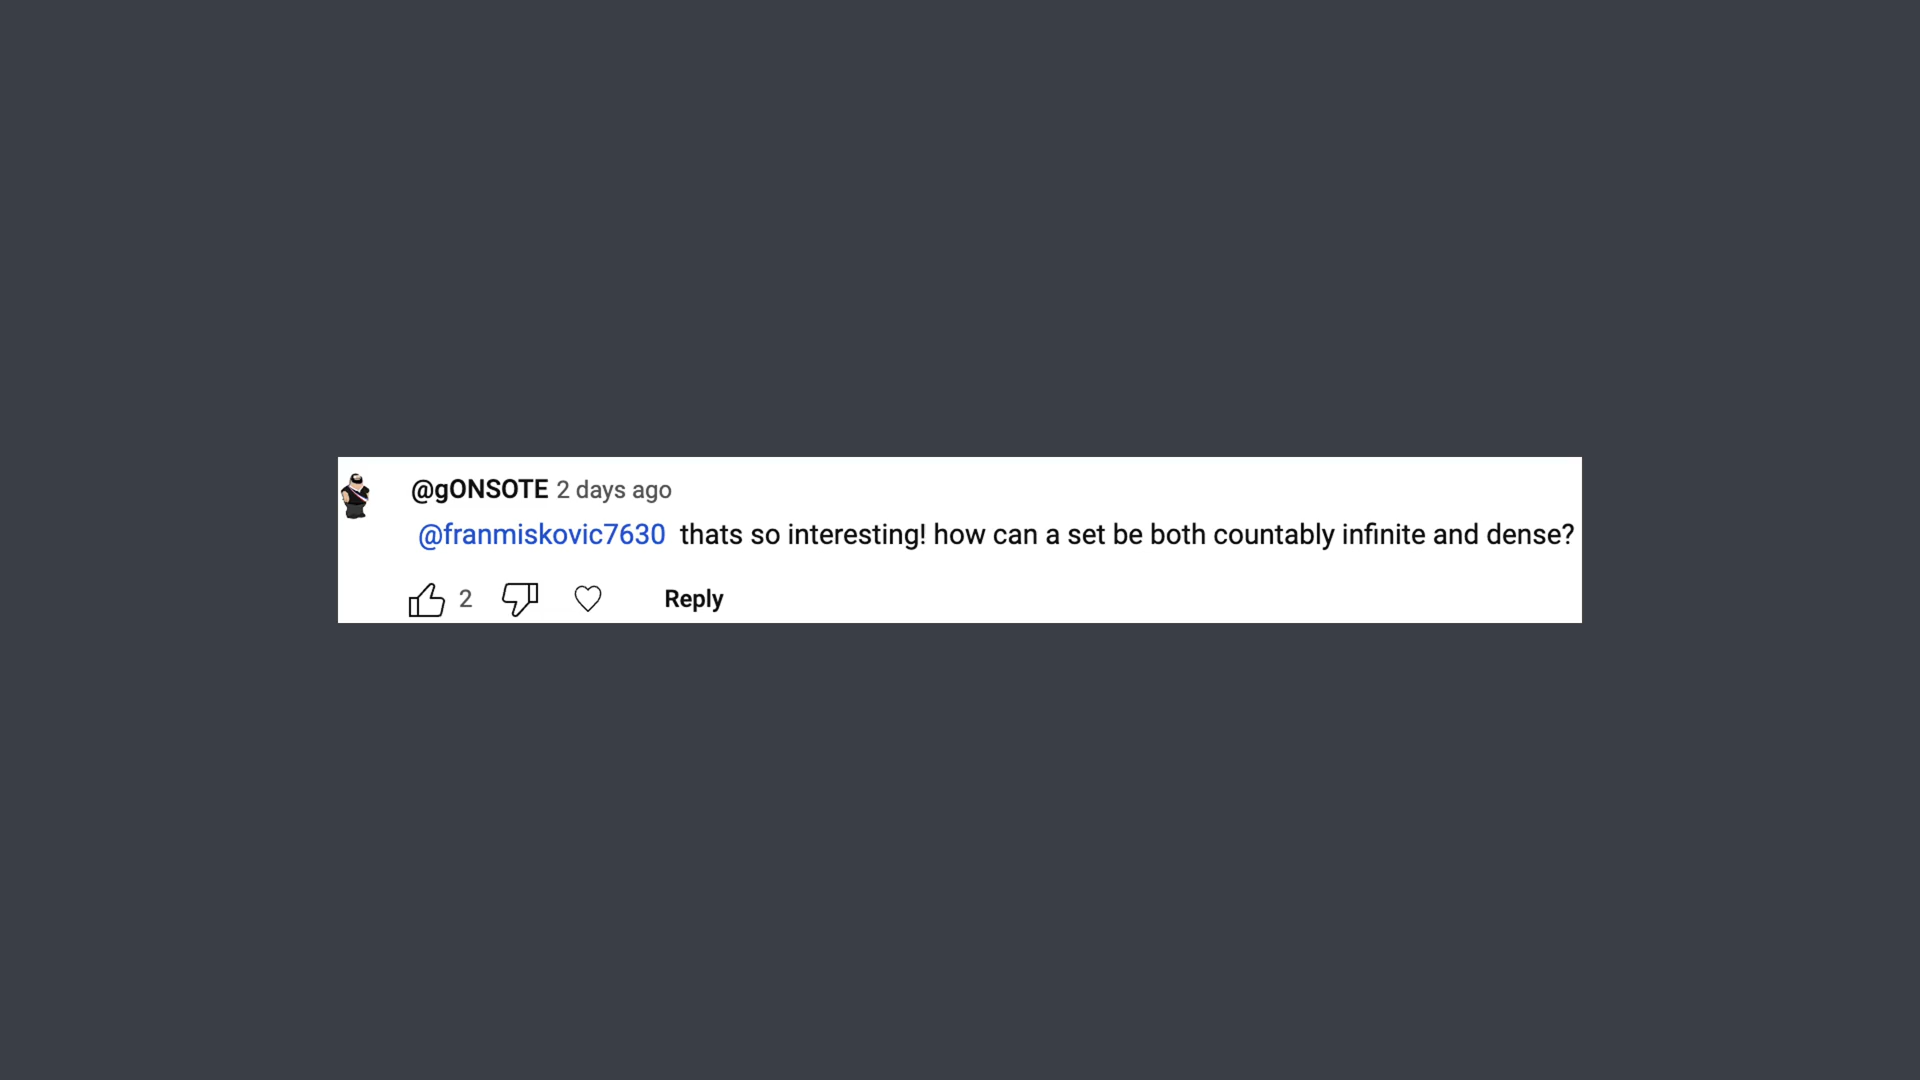 @gONSOTE 2 days ago
@franmiskovic7630 thats so interesting! how can a set be both countably infinite and dense?
2 Reply